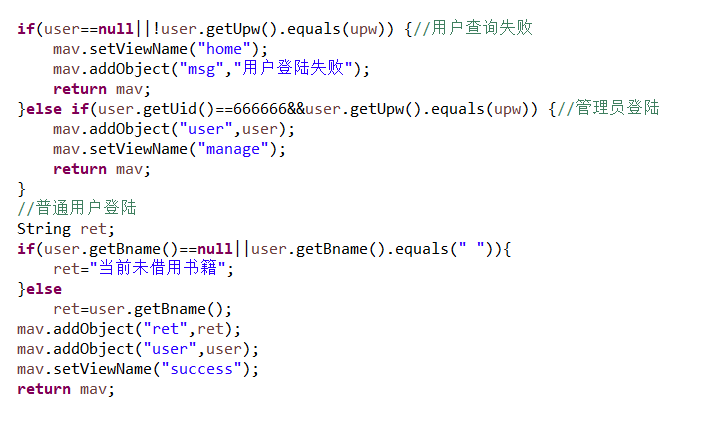 if(user==null||!user.getUpw().equals(upw)) {//用户查询失败
    mav.setViewName("home");
    mav.addObject("msg","用户登陆失败");
    return mav;
}else if(user.getUid()==666666&&user.getUpw().equals(upw)) {//管理员登陆
    mav.addObject("user",user);
    mav.setViewName("manage");
    return mav;
}
//普通用户登陆
String ret;
if(user.getBname()==null||user.getBname().equals(" ")){
    ret="当前未借用书籍";
}else
    ret=user.getBname();
mav.addObject("ret",ret);
mav.addObject("user",user);
mav.setViewName("success");
return mav;